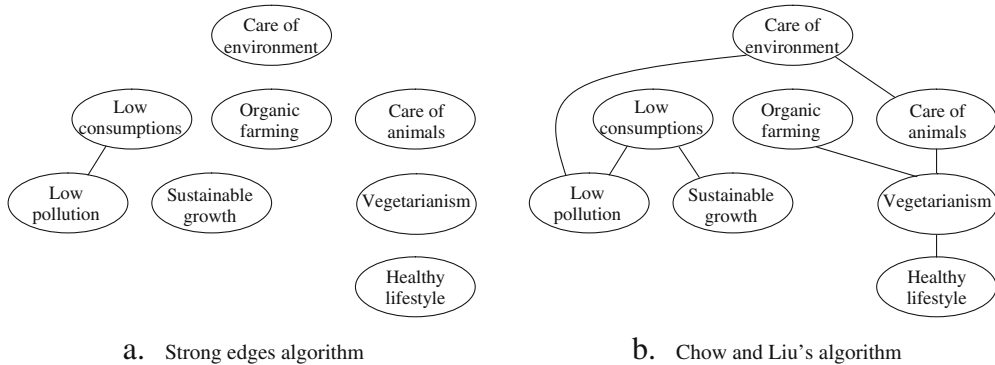 Care of
environment
Low
consumptions
Organic
farming
Care of
animals
Low
pollution
Sustainable
growth
Vegetarianism
Healthy
lifestyle
a. Strong edges algorithm
Care of
environment
Low
consumptions
Organic
farming
Care of
animals
Low
pollution
Sustainable
growth
Vegetarianism
Healthy
lifestyle
b. Chow and Liu's algorithm